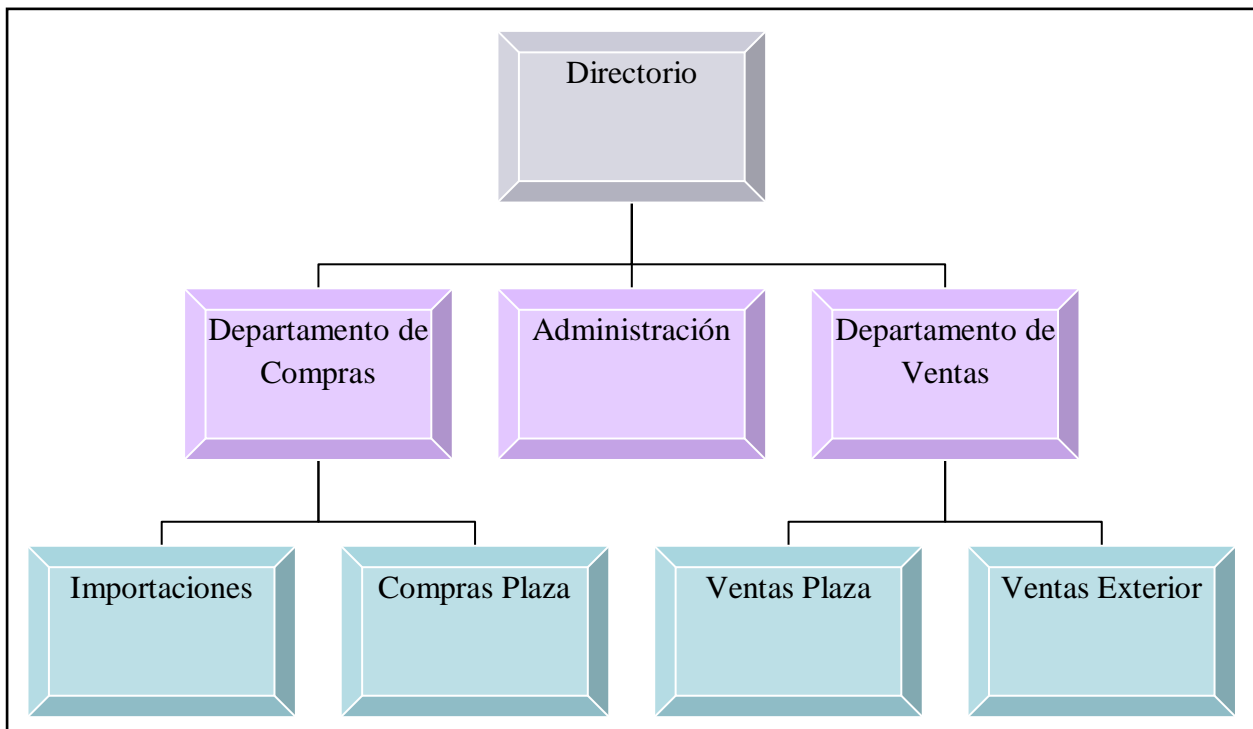 Directorio
Departamento de
Compras
Administración
Departamento de
Ventas
Importaciones
Compras Plaza
Ventas Plaza
Ventas Exterior